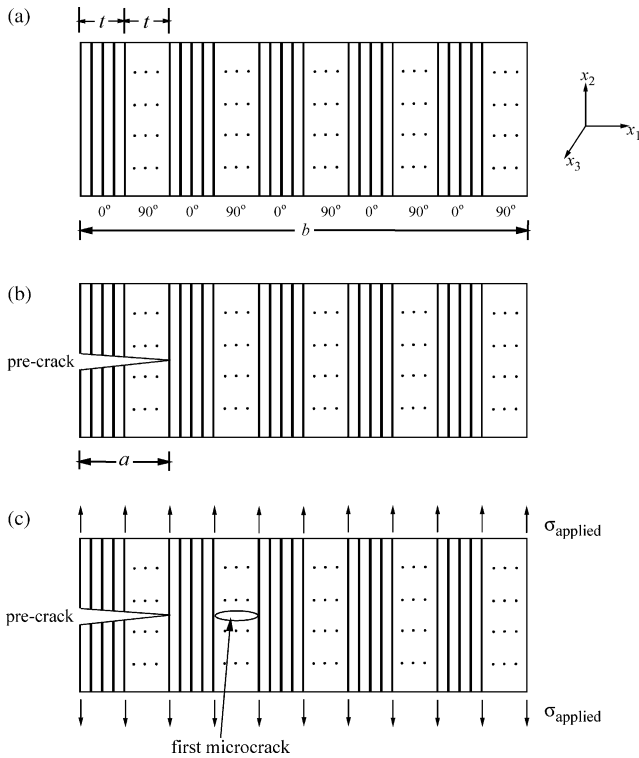 (a)
t t
x2
x1
x3
0° 90° 0° 90° 0° 90° 0° 90° 0° 90°
b
(b)
pre-crack
a
(c)
σapplied
pre-crack
σapplied
first microcrack